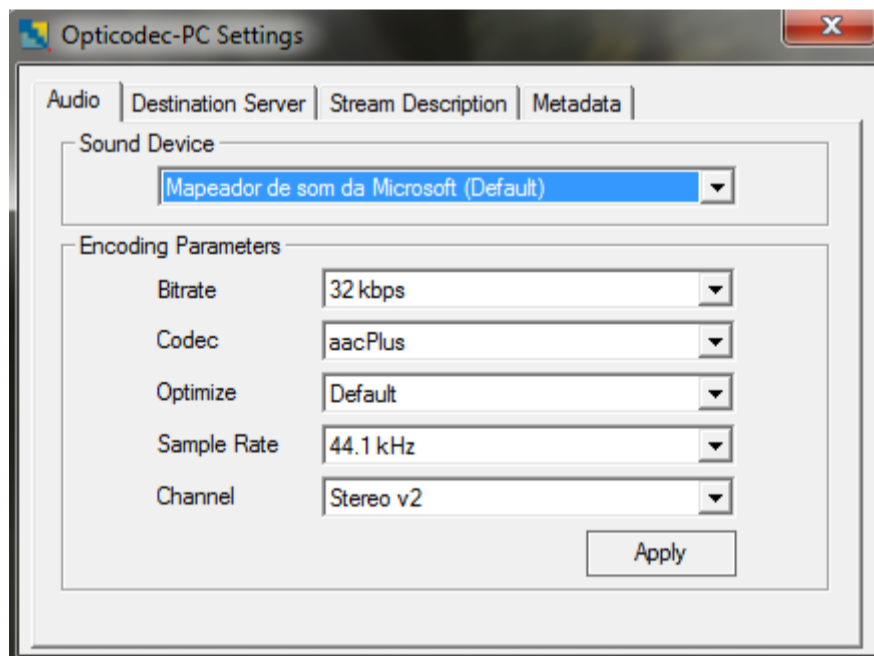 Opticodec-PC Settings
Audio Destination Server Stream Description Metadata
Sound Device
Mapeador de som da Microsoft (Default)
Encoding Parameters
Bitrate 32 kbps
Codec aacPlus
Optimize Default
Sample Rate 44.1 kHz
Channel Stereo v2
Apply